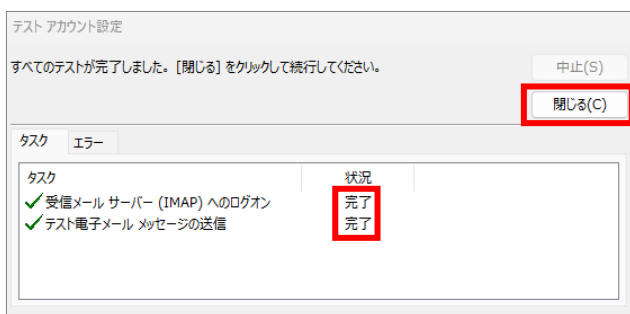 テスト アカウント設定
すべてのテストが完了しました。[閉じる] をクリックして続行してください。
中止(S)
閉じる(C)
タスク エラー
タスク 状況
受信メール サーバー (IMAP) へのログオン 完了
テスト電子メール メッセージの送信 完了